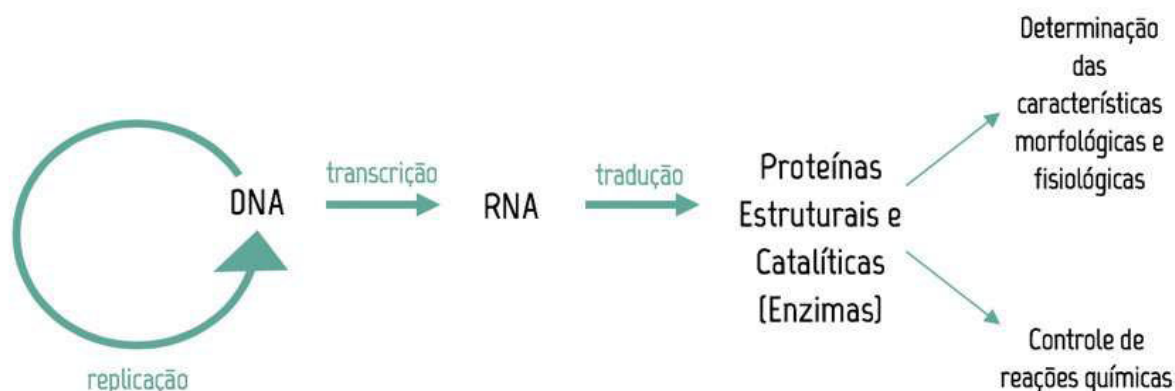 DNA
replicação
transcrição
RNA
tradução
Proteínas
Estruturais e
Catalíticas
(Enzimas)
Determinação
das
características
morfológicas e
fisiológicas
Controle de
reações químicas